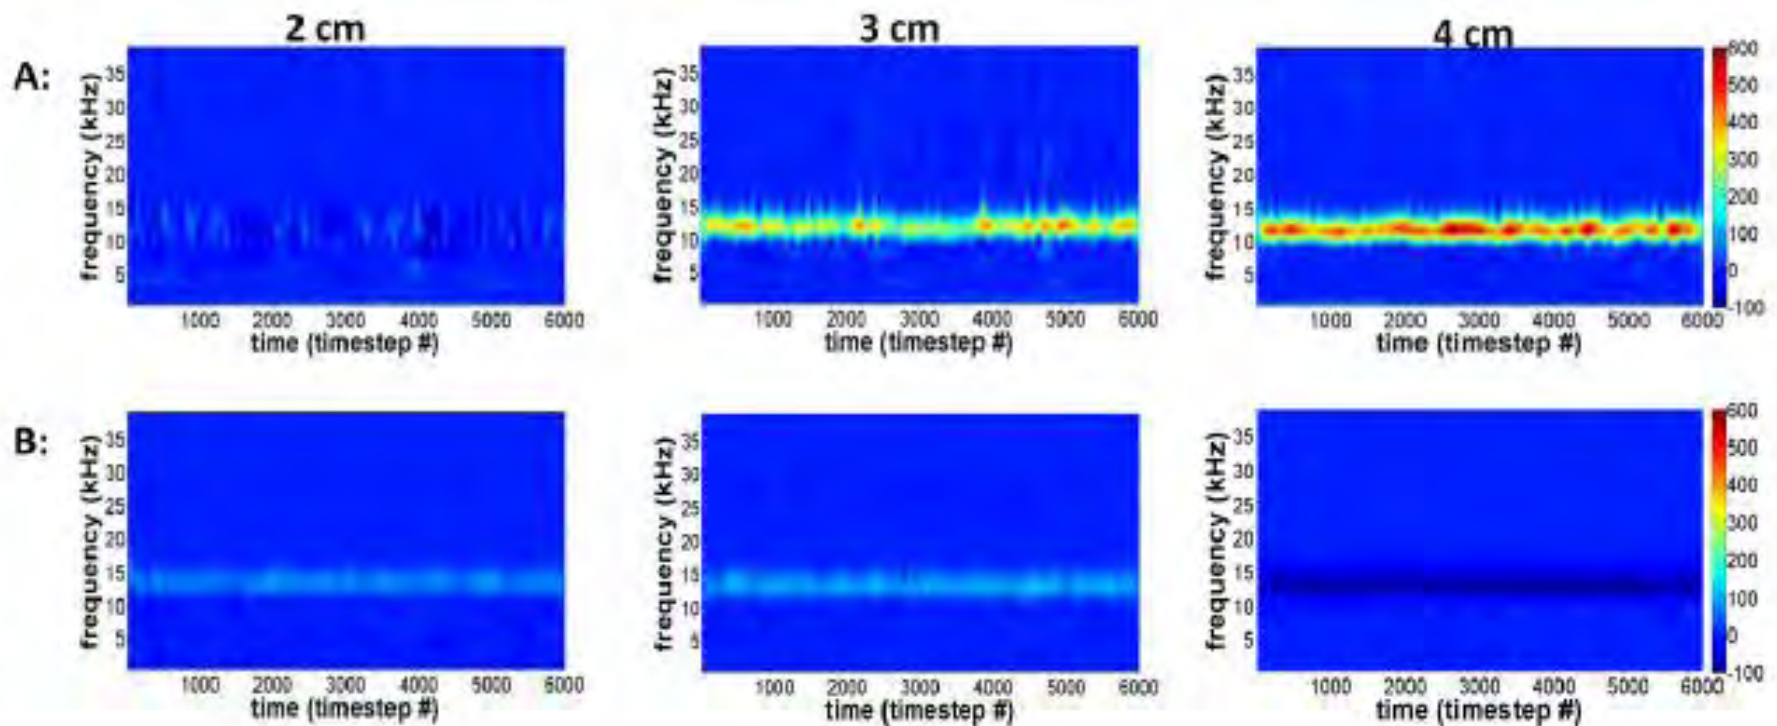 2 cm 3 cm 4 cm
A:
frequency (kHz) frequency (kHz) frequency (kHz)
35 35 35 600
30 30 30 500
25 25 25 400
20 20 20 300
15 15 15 200
10 10 10 100
5 5 5 0
-100
1000 2000 3000 4000 5000 6000 1000 2000 3000 4000 5000 6000 1000 2000 3000 4000 5000 6000
time (timestep #) time (timestep #) time (timestep #)
B:
frequency (kHz) frequency (kHz) frequency (kHz)
35 35 35 600
30 30 30 500
25 25 25 400
20 20 20 300
15 15 15 200
10 10 10 100
5 5 5 0
-100
1000 2000 3000 4000 5000 6000 1000 2000 3000 4000 5000 6000 1000 2000 3000 4000 5000 6000
time (timestep #) time (timestep #) time (timestep #)